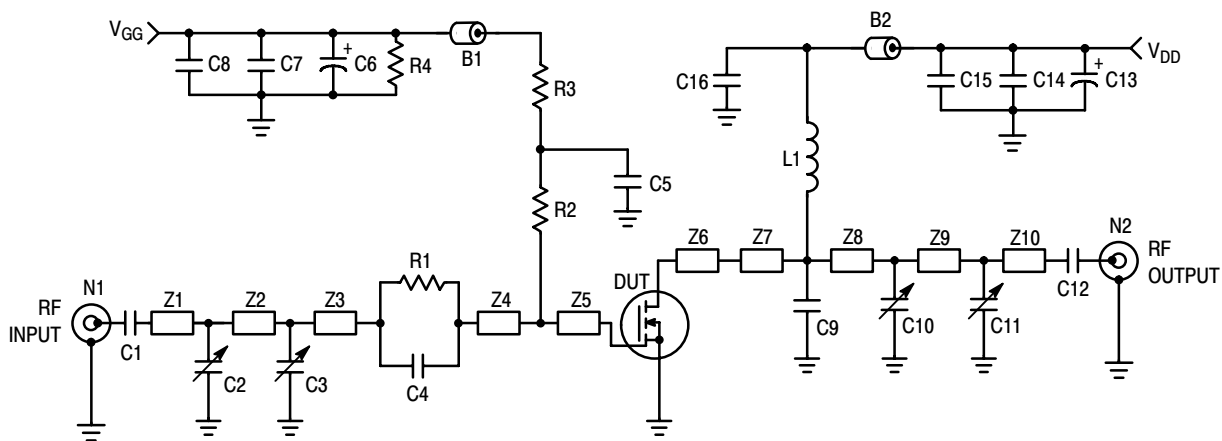 V_GG
C8
C7
+
C6
R4
B1
R3
C5
R2
B2
C16
C15
C14
+
C13
V_DD
L1
RF INPUT
N1
C1
Z1
C2
Z2
C3
Z3
R1
C4
Z4
Z5
DUT
Z6
Z7
C9
Z8
C10
Z9
C11
Z10
C12
N2
RF
OUTPUT